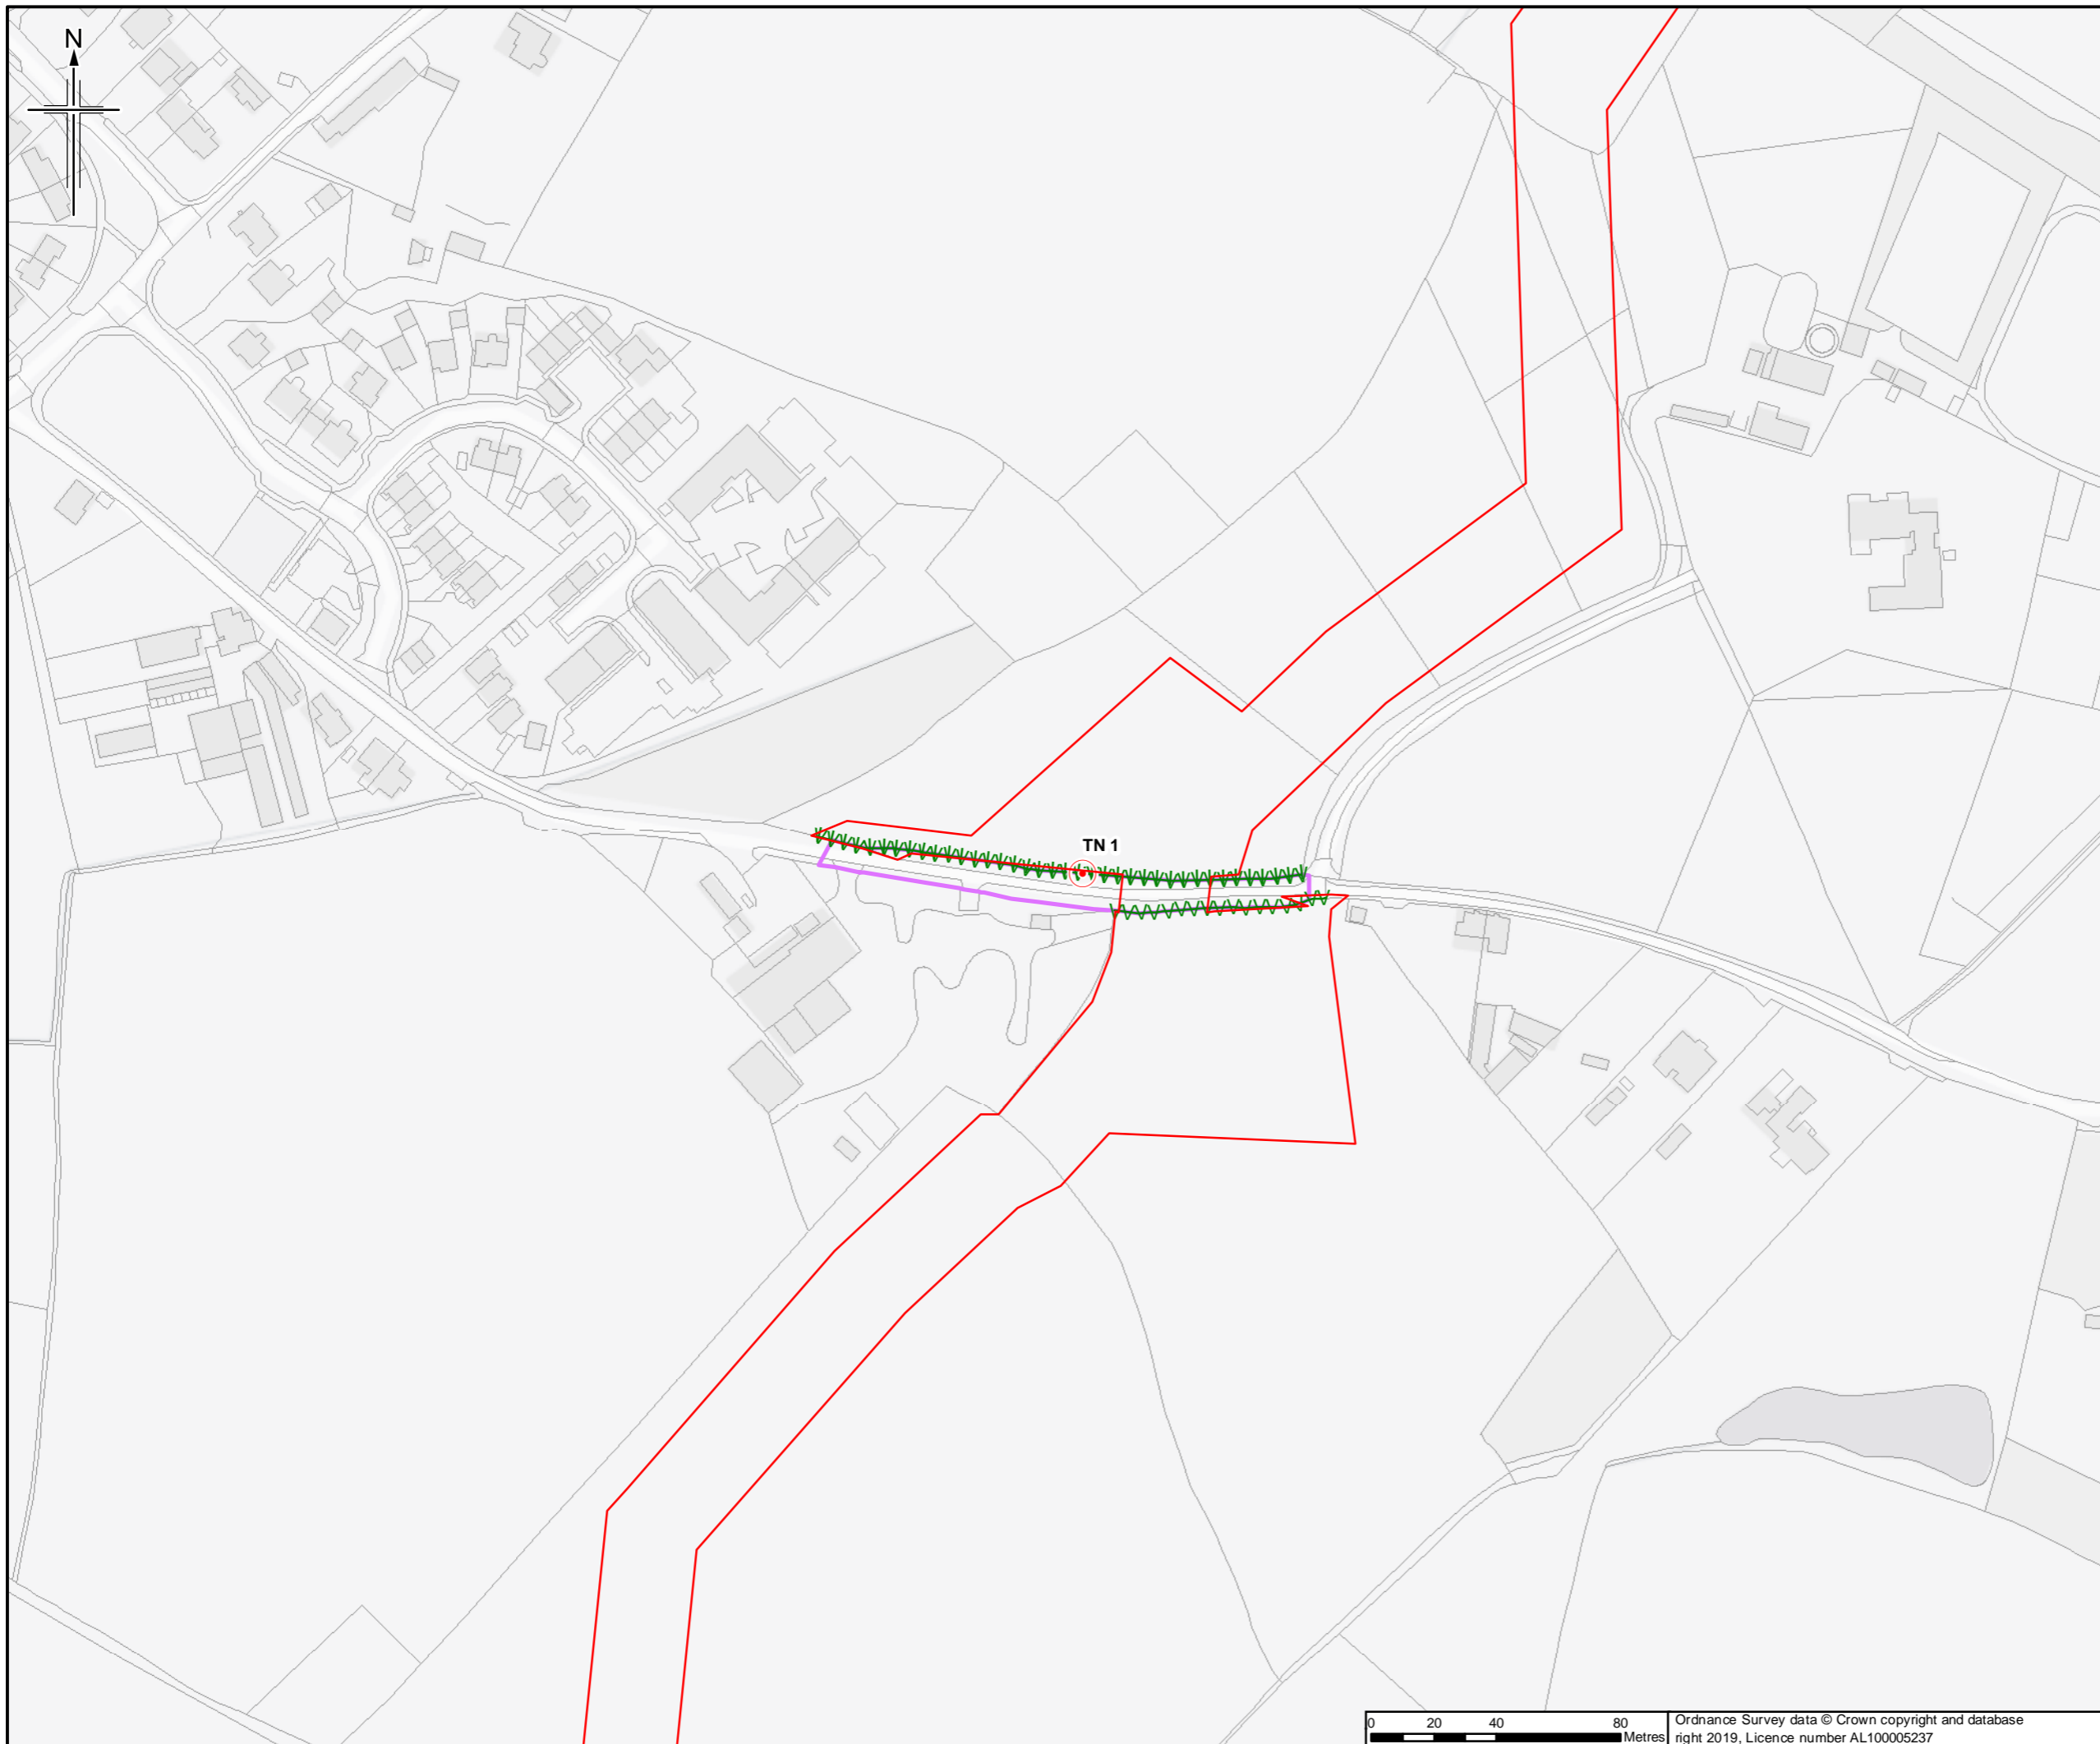 N
TN 1
0 20 40 80
Metres
Ordnance Survey data © Crown copyright and database
right 2019, Licence number AL100005237